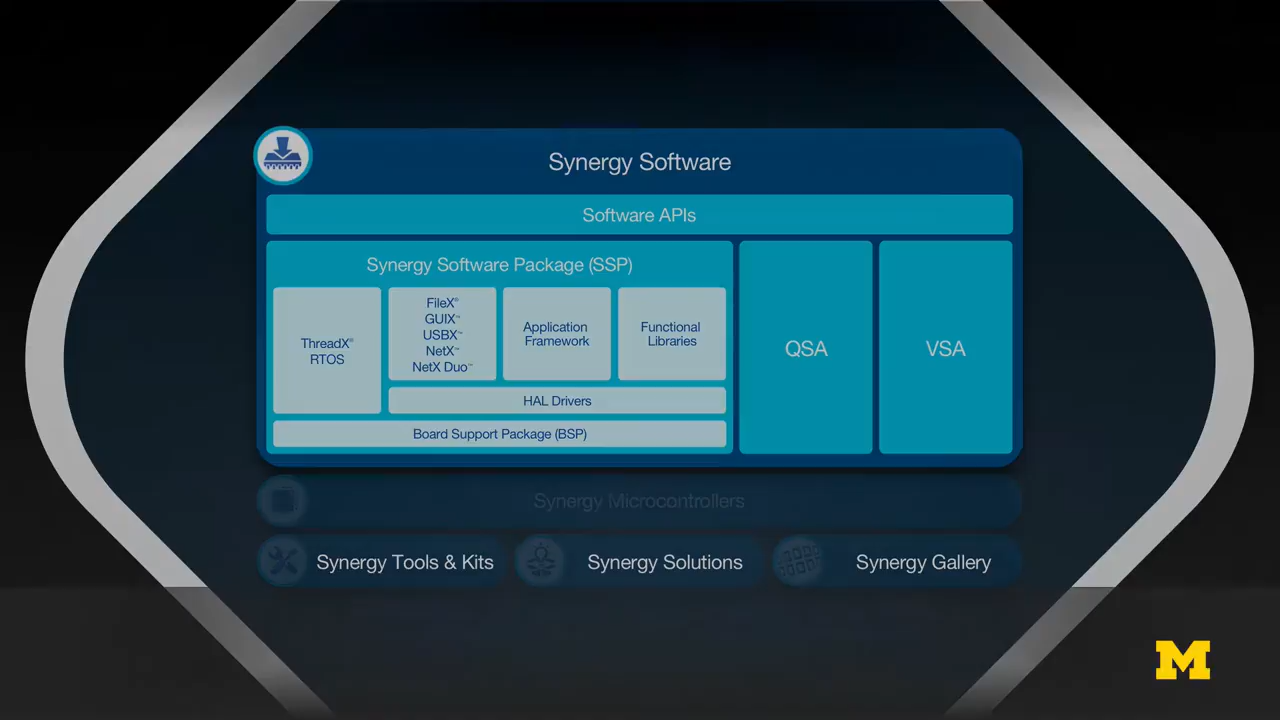 Synergy Software
Software APIs
Synergy Software Package (SSP)
ThreadX®
RTOS
FileX®
GUIX™
USBX™
NetX™
NetX Duo™
Application
Framework
Functional
Libraries
HAL Drivers
Board Support Package (BSP)
QSA
VSA
Synergy Microcontrollers
Synergy Tools & Kits
Synergy Solutions
Synergy Gallery
M